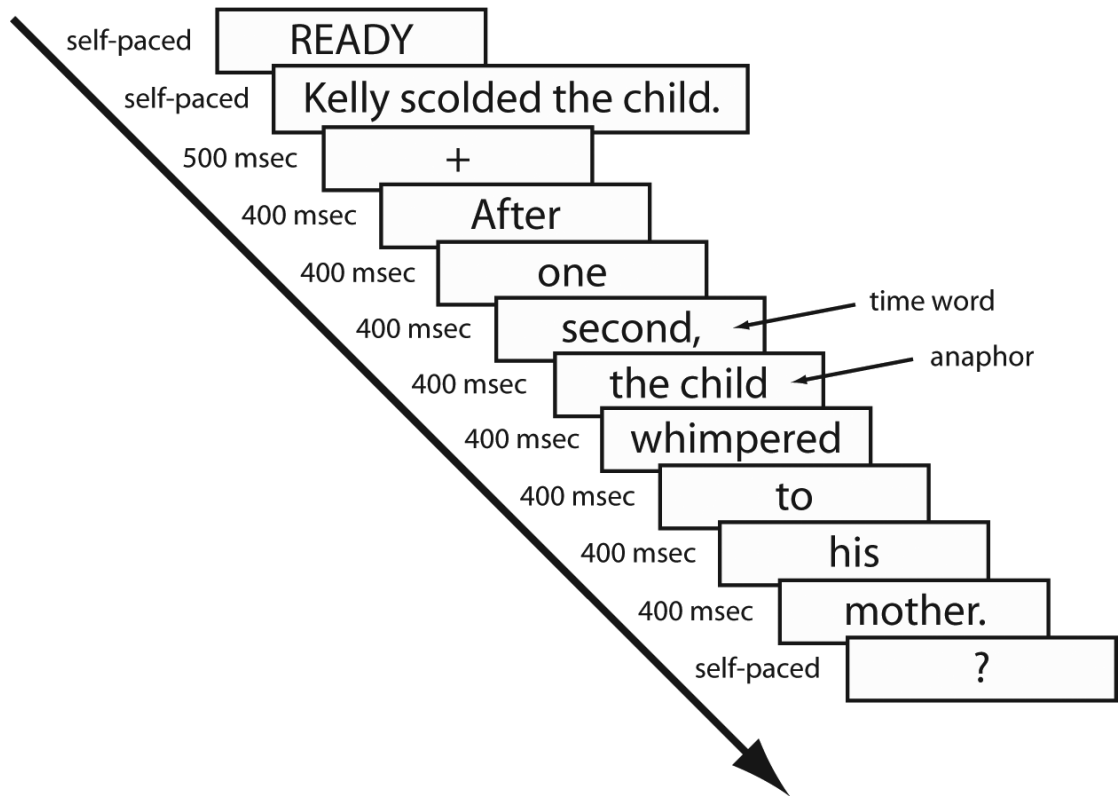 self-paced READY
self-paced Kelly scolded the child.
500 msec +
400 msec After
400 msec one
400 msec second, time word
400 msec the child anaphor
400 msec whimpered
400 msec to
400 msec his
400 msec mother.
self-paced ?